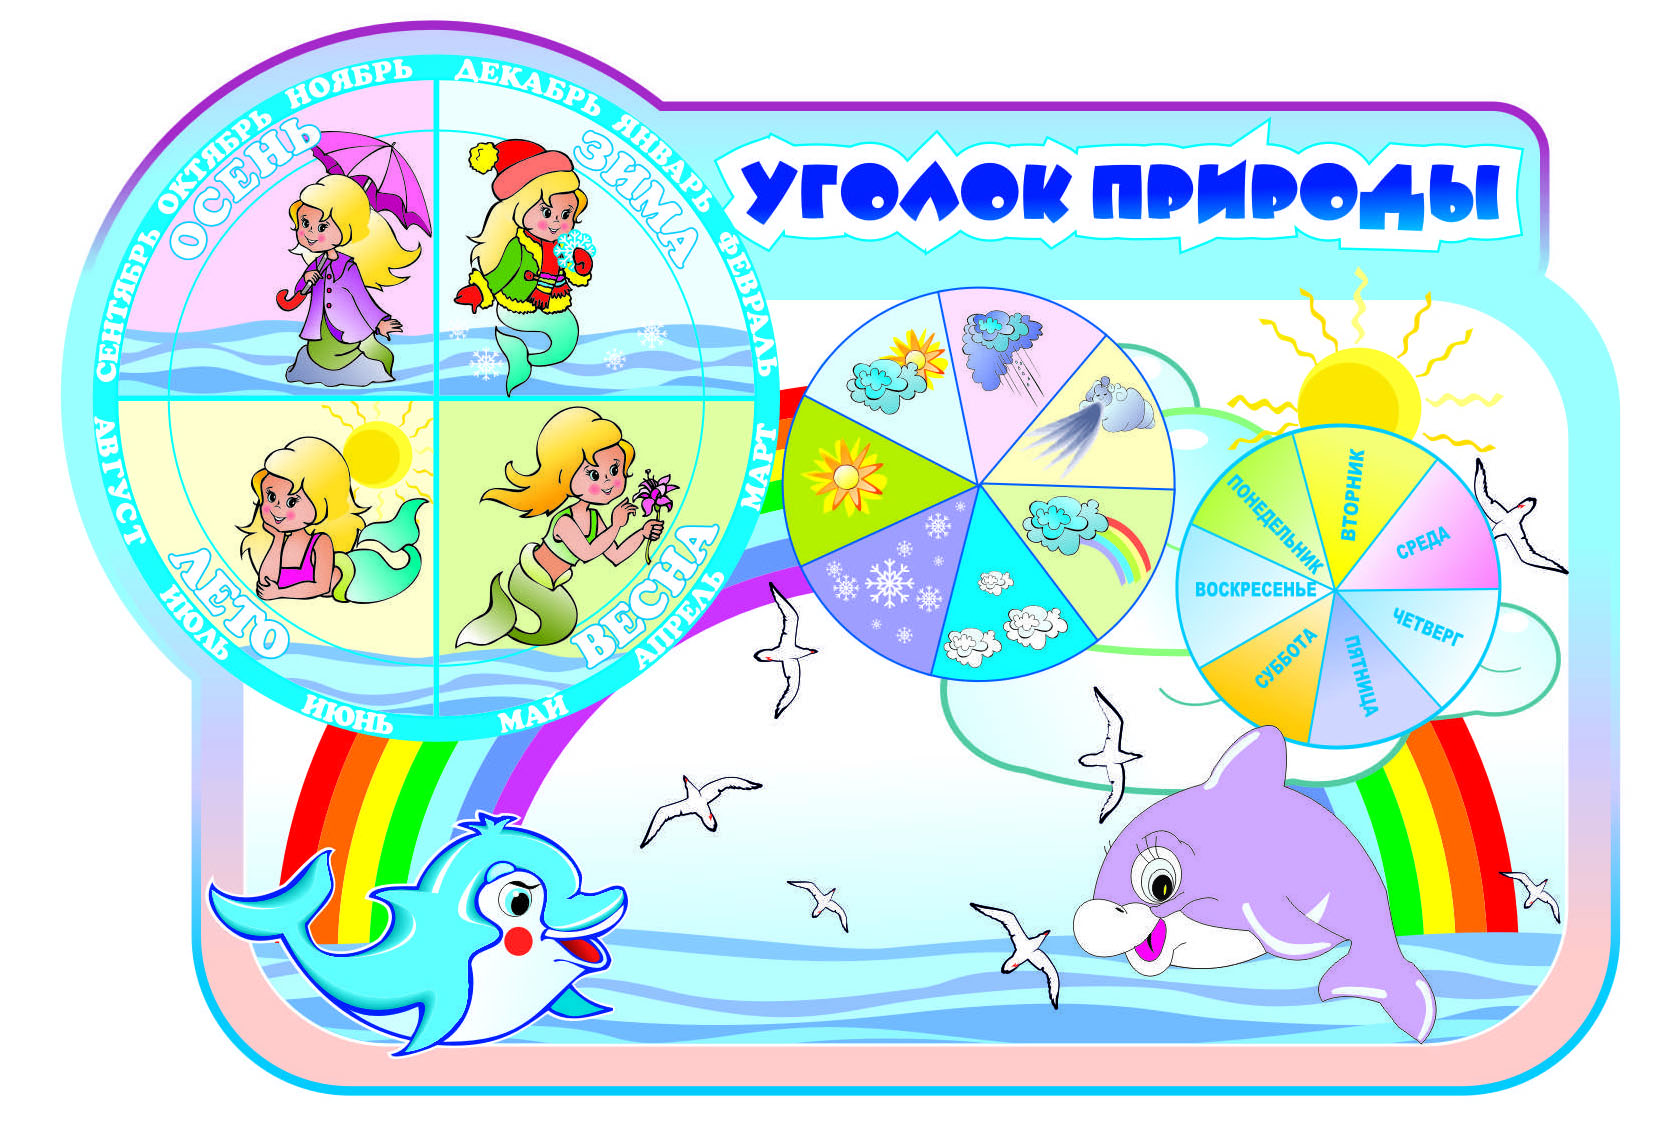 УГОЛОК ПРИРОДЫ
ДЕКАБРЬ
ЯНВАРЬ
ФЕВРАЛЬ
МАРТ
АПРЕЛЬ
МАЙ
ИЮНЬ
ИЮЛЬ
АВГУСТ
СЕНТЯБРЬ
ОКТЯБРЬ
НОЯБРЬ
ОСЕНЬ
ЗИМА
ЛЕТО
ВЕСНА
ПОНЕДЕЛЬНИК
ВТОРНИК
СРЕДА
ЧЕТВЕРГ
ПЯТНИЦА
СУББОТА
ВОСКРЕСЕНЬЕ